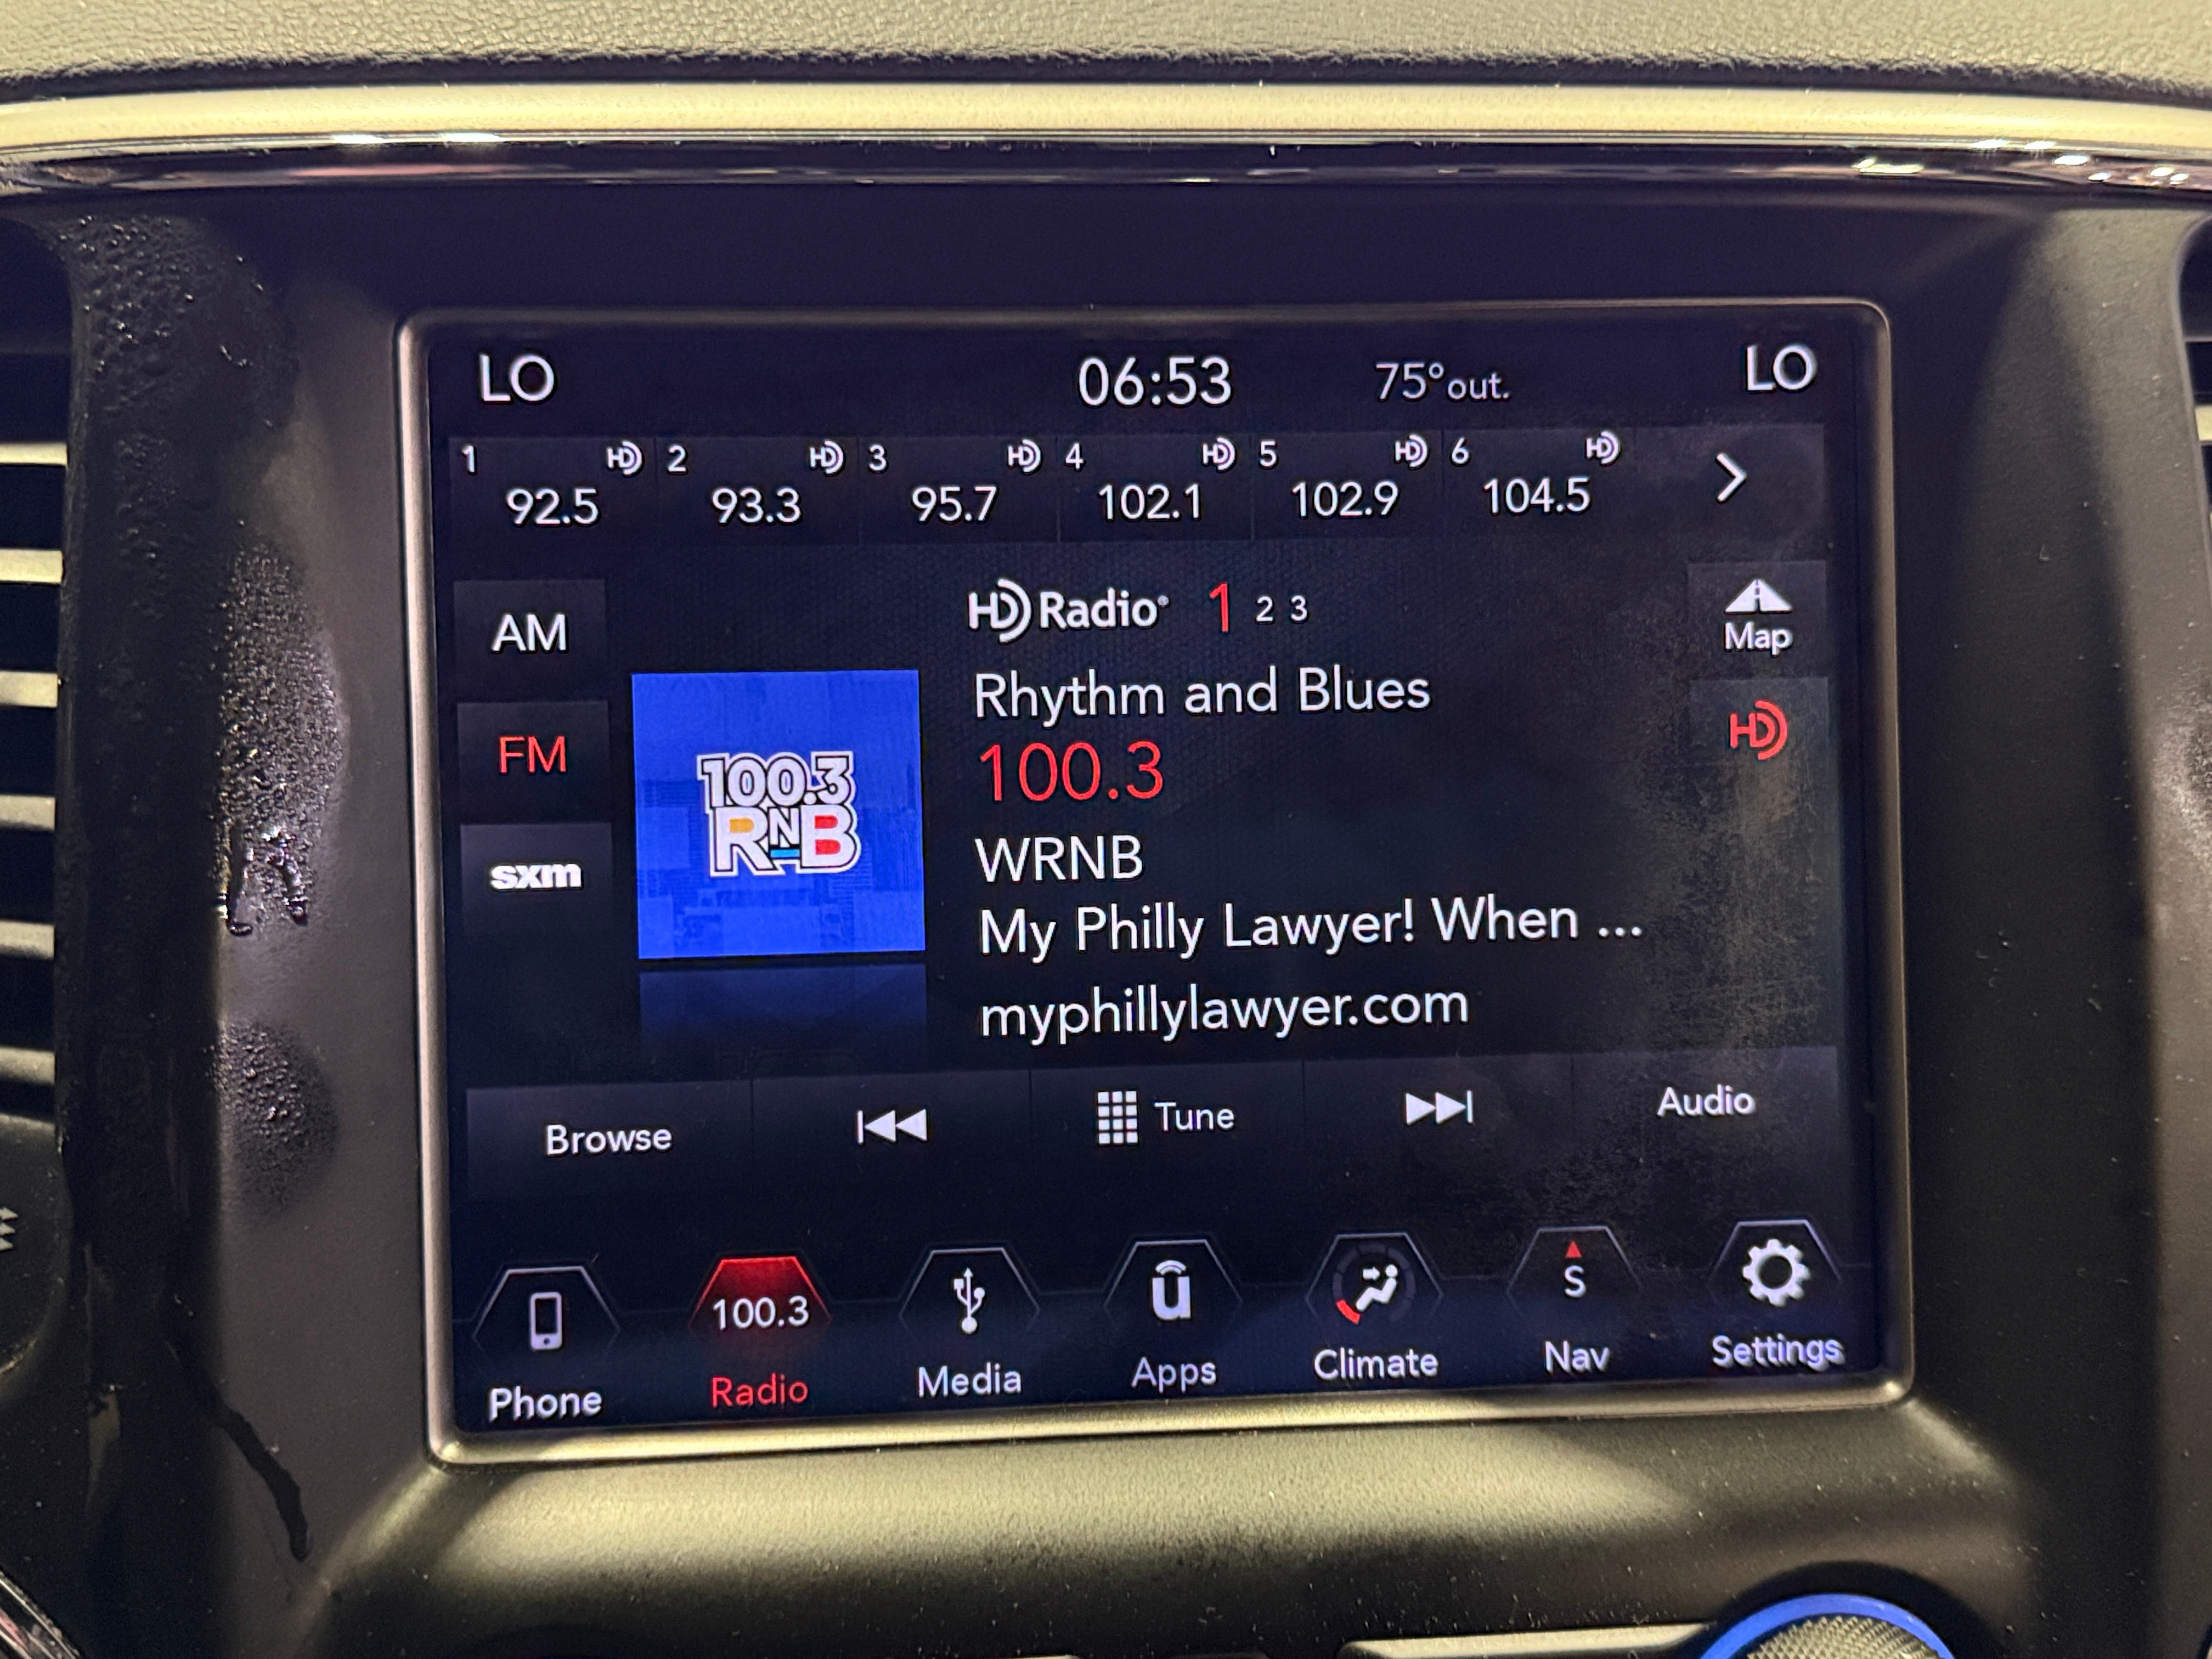 LO 06:53 75°out. LO
1 2 3 4 5 6
92.5 93.3 95.7 102.1 102.9 104.5
HD Radio® 1 2 3
AM
FM
sxm
100.3
RNB
Rhythm and Blues
100.3
WRNB
My Philly Lawyer! When ...
myphillylawyer.com
Map
HD
Browse Tune Audio
100.3 u S
Phone Radio Media Apps Climate Nav Settings